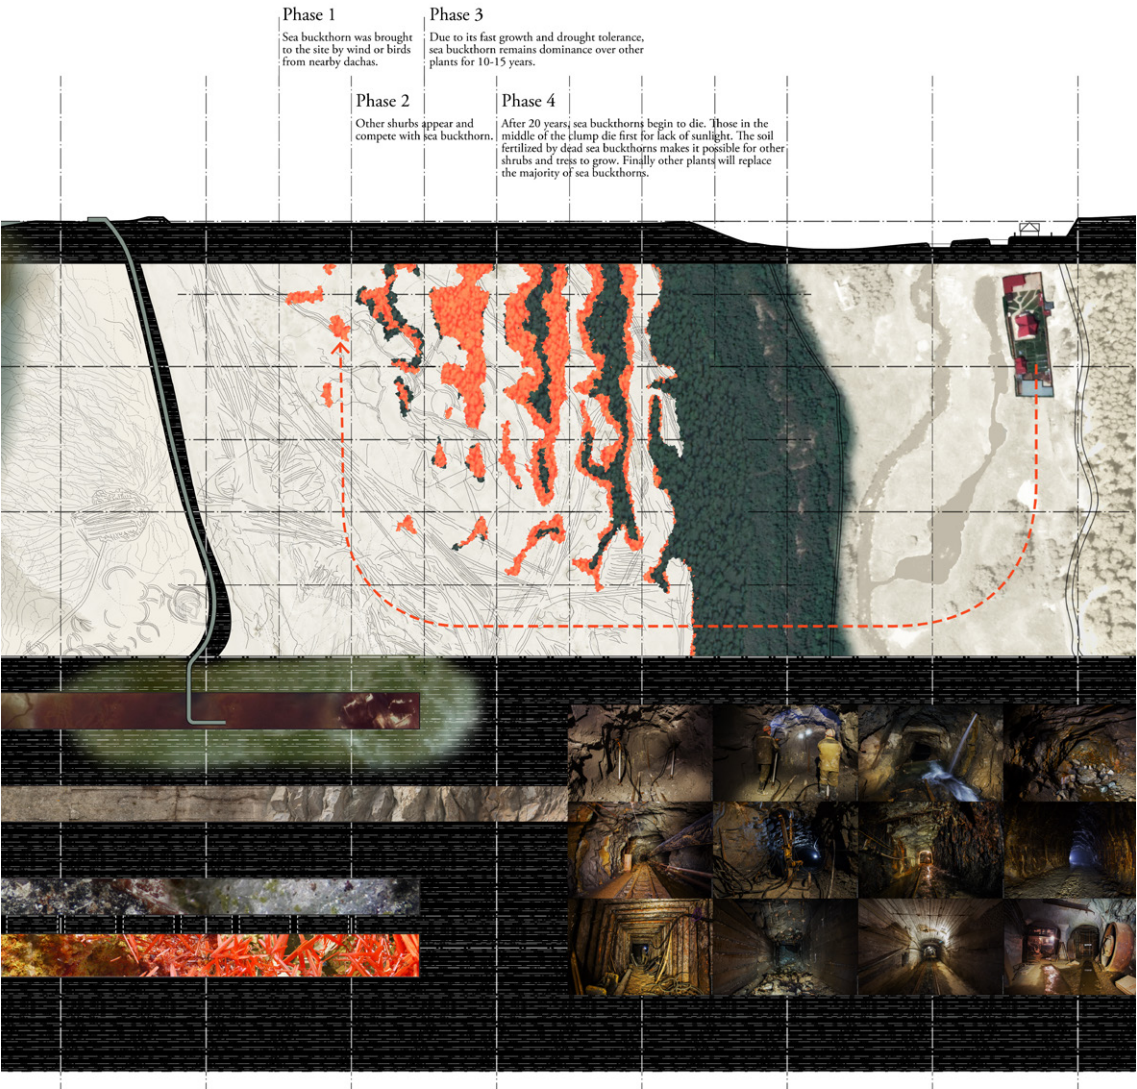 Phase 1
Sea buckthorn was brought
to the site by wind or birds
from nearby dachas.
Phase 3
Due to its fast growth and drought tolerance,
sea buckthorn remains dominance over other
plants for 10-15 years.
Phase 2
Other shurbs appear and
compete with sea buckthorn.
Phase 4
After 20 years, sea buckthorns begin to die. Those in the
middle of the clump die first for lack of sunlight. The soil
fertilized by dead sea buckthorns makes it possible for other
shrubs and tress to grow. Finally other plants will replace
the majority of sea buckthorns.